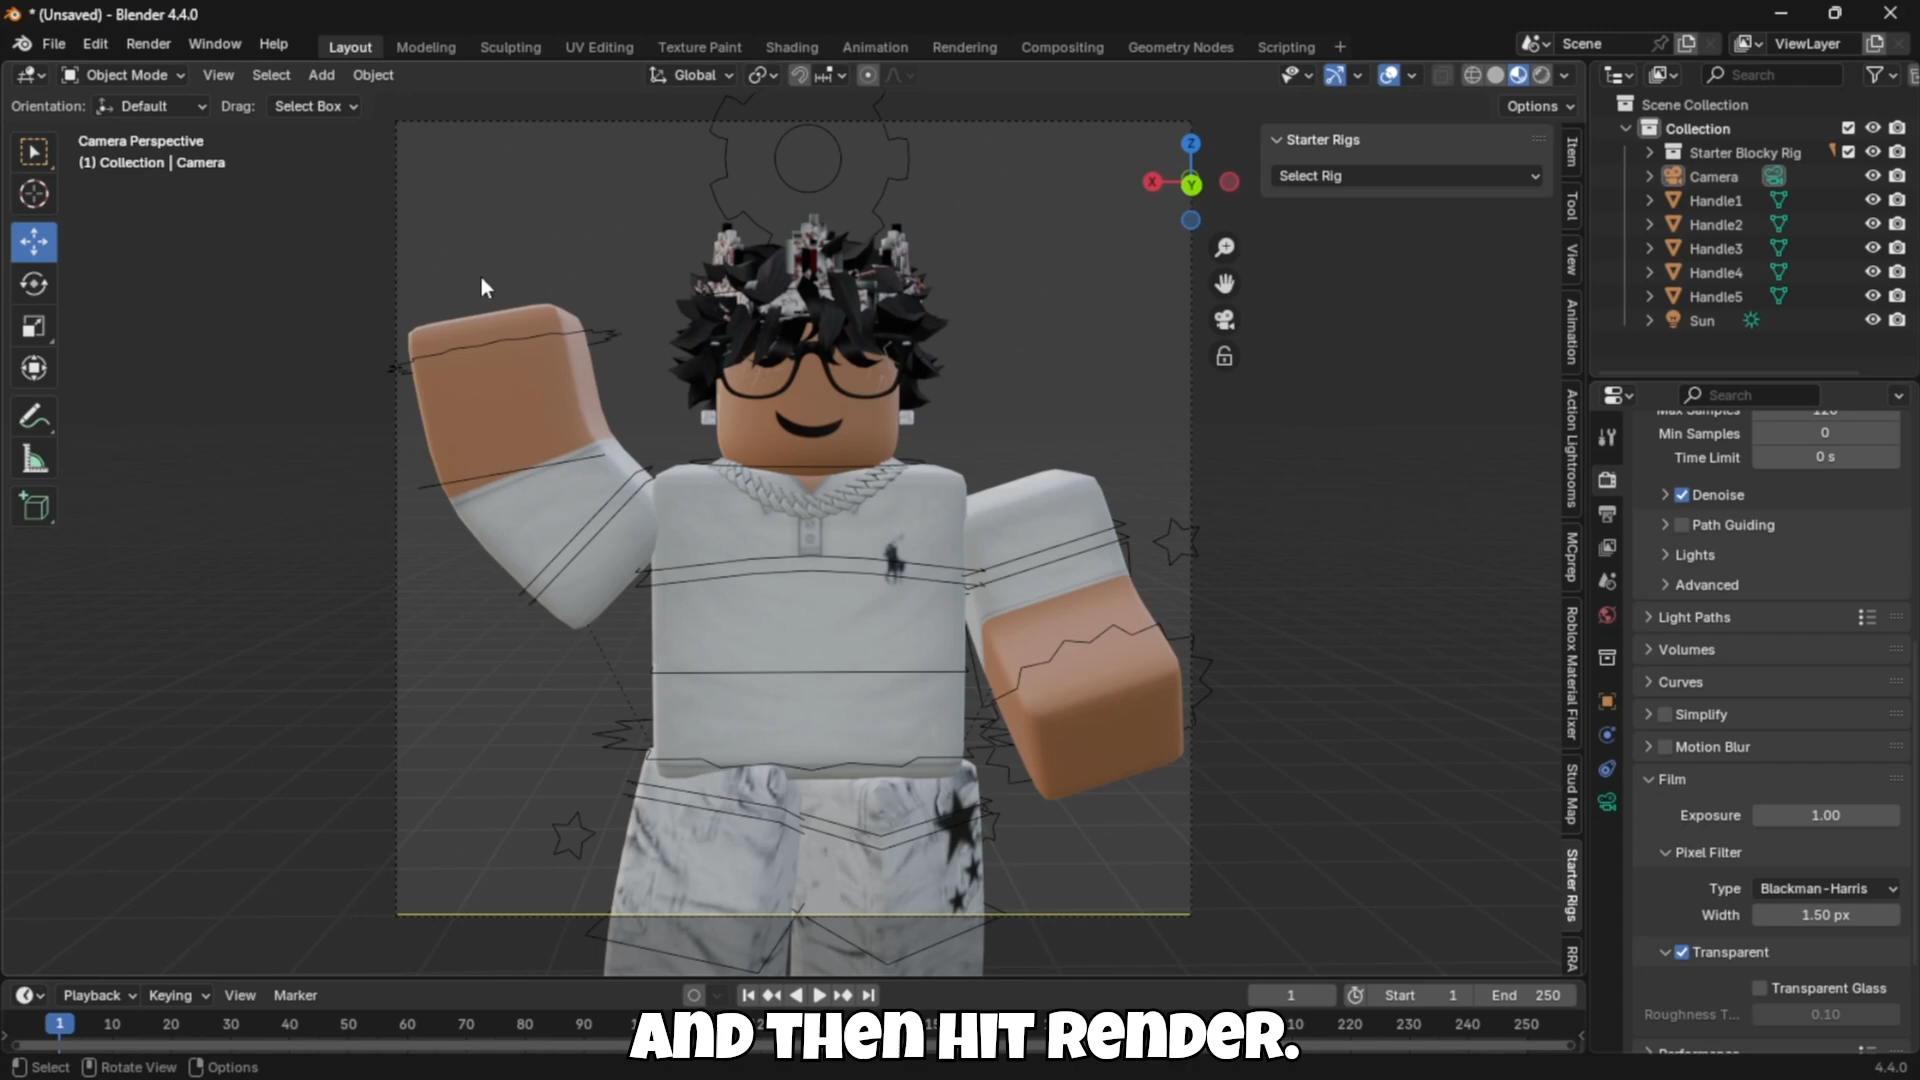 * (Unsaved) - Blender 4.4.0
File Edit Render Window Help
Layout Modeling Sculpting UV Editing Texture Paint Shading Animation Rendering Compositing Geometry Nodes Scripting +
Scene
ViewLayer
Object Mode View Select Add Object
Global
Search
Orientation: Default Drag: Select Box
Options
Camera Perspective
(1) Collection | Camera
Z
X
Y
Starter Rigs
Select Rig
Item
Tool
View
Animation
Action Lightrooms
MCprep
Roblox Material Fixer
Stud Map
Starter Rigs
RRA
Scene Collection
Collection
Starter Blocky Rig
Camera
Handle1
Handle2
Handle3
Handle4
Handle5
Sun
Search
Max Samples
Min Samples 0
Time Limit 0 s
Denoise
Path Guiding
Lights
Advanced
Light Paths
Volumes
Curves
Simplify
Motion Blur
Film
Exposure 1.00
Pixel Filter
Type Blackman-Harris
Width 1.50 px
Transparent
Transparent Glass
Roughness T... 0.10
Playback Keying View Marker
1 Start 1 End 250
1 10 20 30 40 50 60 70 80 90
230 240 250
AND THEN HIT RENDER.
Select Rotate View Options
4.4.0